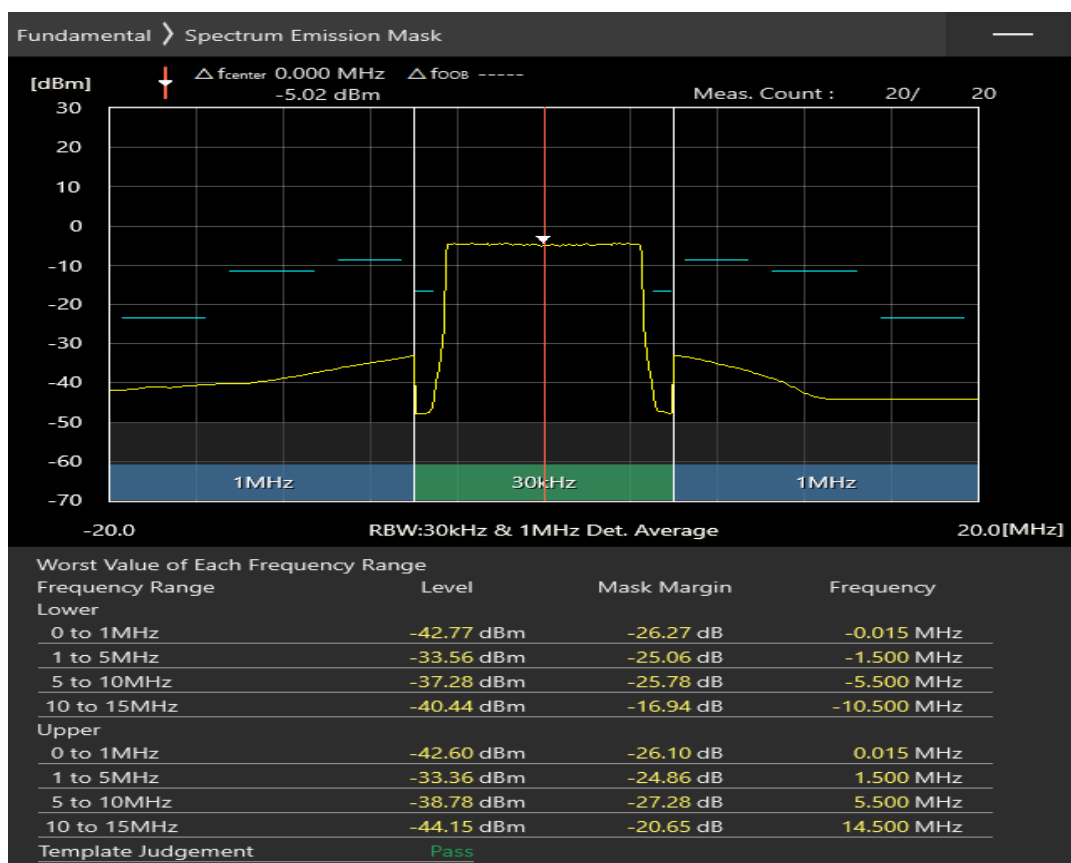 Fundamental ❯ Spectrum Emission Mask
△ fcenter 0.000 MHz △ fOOB -----
[dBm] -5.02 dBm Meas. Count : 20/ 20
30
20
10
0
-10
-20
-30
-40
-50
-60
1MHz 30kHz 1MHz
-70
-20.0 RBW:30kHz & 1MHz Det. Average 20.0[MHz]
Worst Value of Each Frequency Range
Frequency Range Level Mask Margin Frequency
Lower
0 to 1MHz -42.77 dBm -26.27 dB -0.015 MHz
1 to 5MHz -33.56 dBm -25.06 dB -1.500 MHz
5 to 10MHz -37.28 dBm -25.78 dB -5.500 MHz
10 to 15MHz -40.44 dBm -16.94 dB -10.500 MHz
Upper
0 to 1MHz -42.60 dBm -26.10 dB 0.015 MHz
1 to 5MHz -33.36 dBm -24.86 dB 1.500 MHz
5 to 10MHz -38.78 dBm -27.28 dB 5.500 MHz
10 to 15MHz -44.15 dBm -20.65 dB 14.500 MHz
Template Judgement Pass